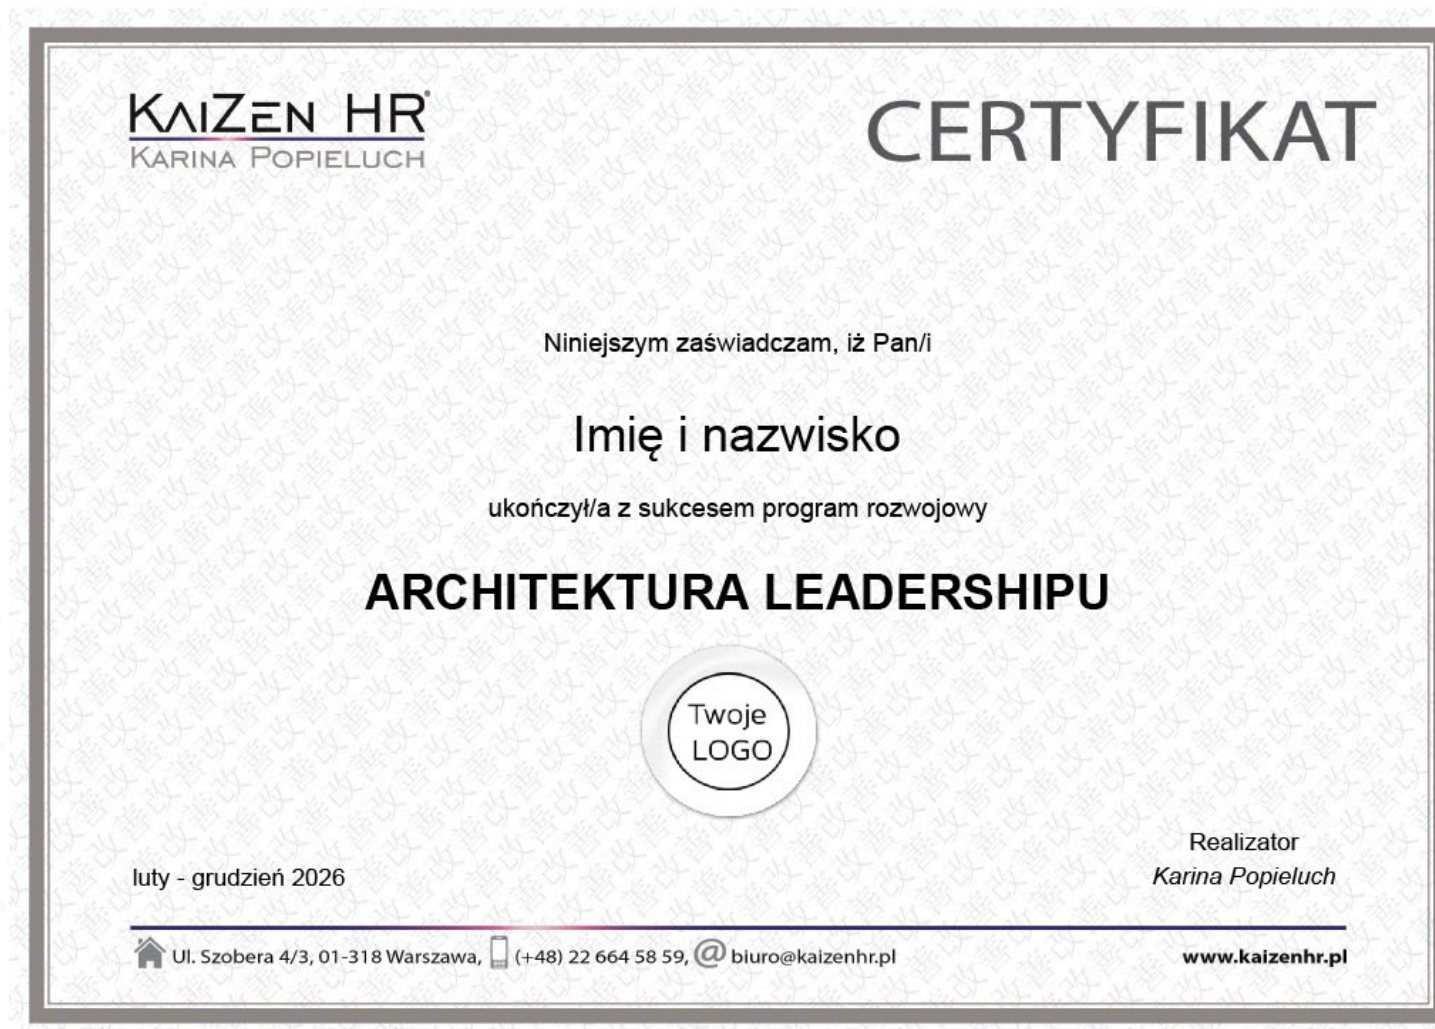 KAIZEN HR®
KARINA POPIELUCH
CERTYFIKAT
Niniejszym zaświadczam, iż Pan/i
Imię i nazwisko
ukończył/a z sukcesem program rozwojowy
ARCHITEKTURA LEADERSHIPU
Twoje
LOGO
Realizator
luty - grudzień 2026
Karina Popieluch
Ul. Szobera 4/3, 01-318 Warszawa, (+48) 22 664 58 59, @ biuro@kaizenhr.pl
www.kaizenhr.pl